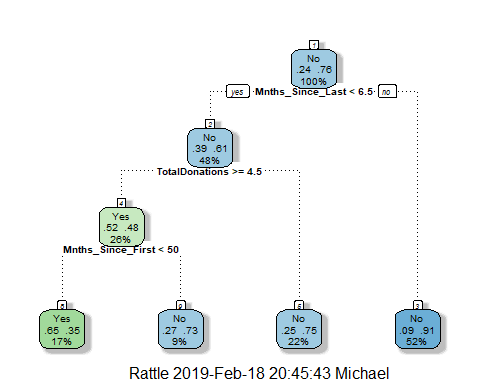 1
No
.24 .76
100%
yes Mnths_Since_Last < 6.5 no
2
No
.39 .61
48%
TotalDonations >= 4.5
4
Yes
.52 .48
26%
Mnths_Since_First < 50
8
Yes
.65 .35
17%
9
No
.27 .73
9%
5
No
.25 .75
22%
3
No
.09 .91
52%
Rattle 2019-Feb-18 20:45:43 Michael